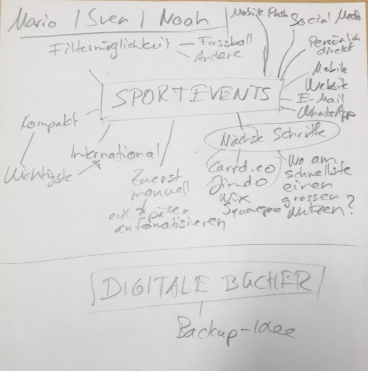 Mario / Sven / Noah
Mobile Push
Social Media
Persönlich
direkt
Filtermöglichkeit
Fussball
Andere
Mobile
Website
E-Mail
WhatsApp
SPORTEVENTS
Kompakt
International
Wichtigste
Zuerst
manuell
später
automatisieren
Nächste Schritte
Carrd.co
Jimdo
Wix
Squarespace
Wo am
schnellste
einen
grossen
Nutzen?
DIGITALE BÜCHER
Backup-Idee